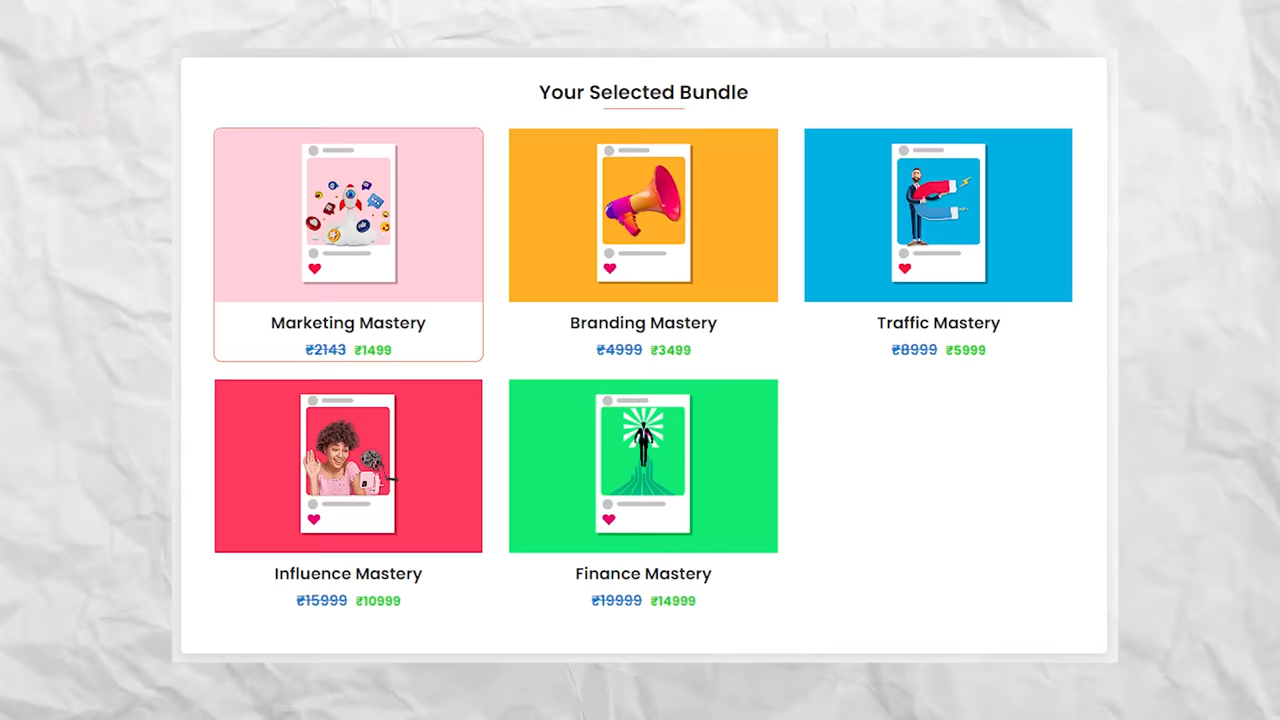 Your Selected Bundle
Marketing Mastery
₹2143 ₹1499
Branding Mastery
₹4999 ₹3499
Traffic Mastery
₹8999 ₹5999
Influence Mastery
₹15999 ₹10999
Finance Mastery
₹19999 ₹14999